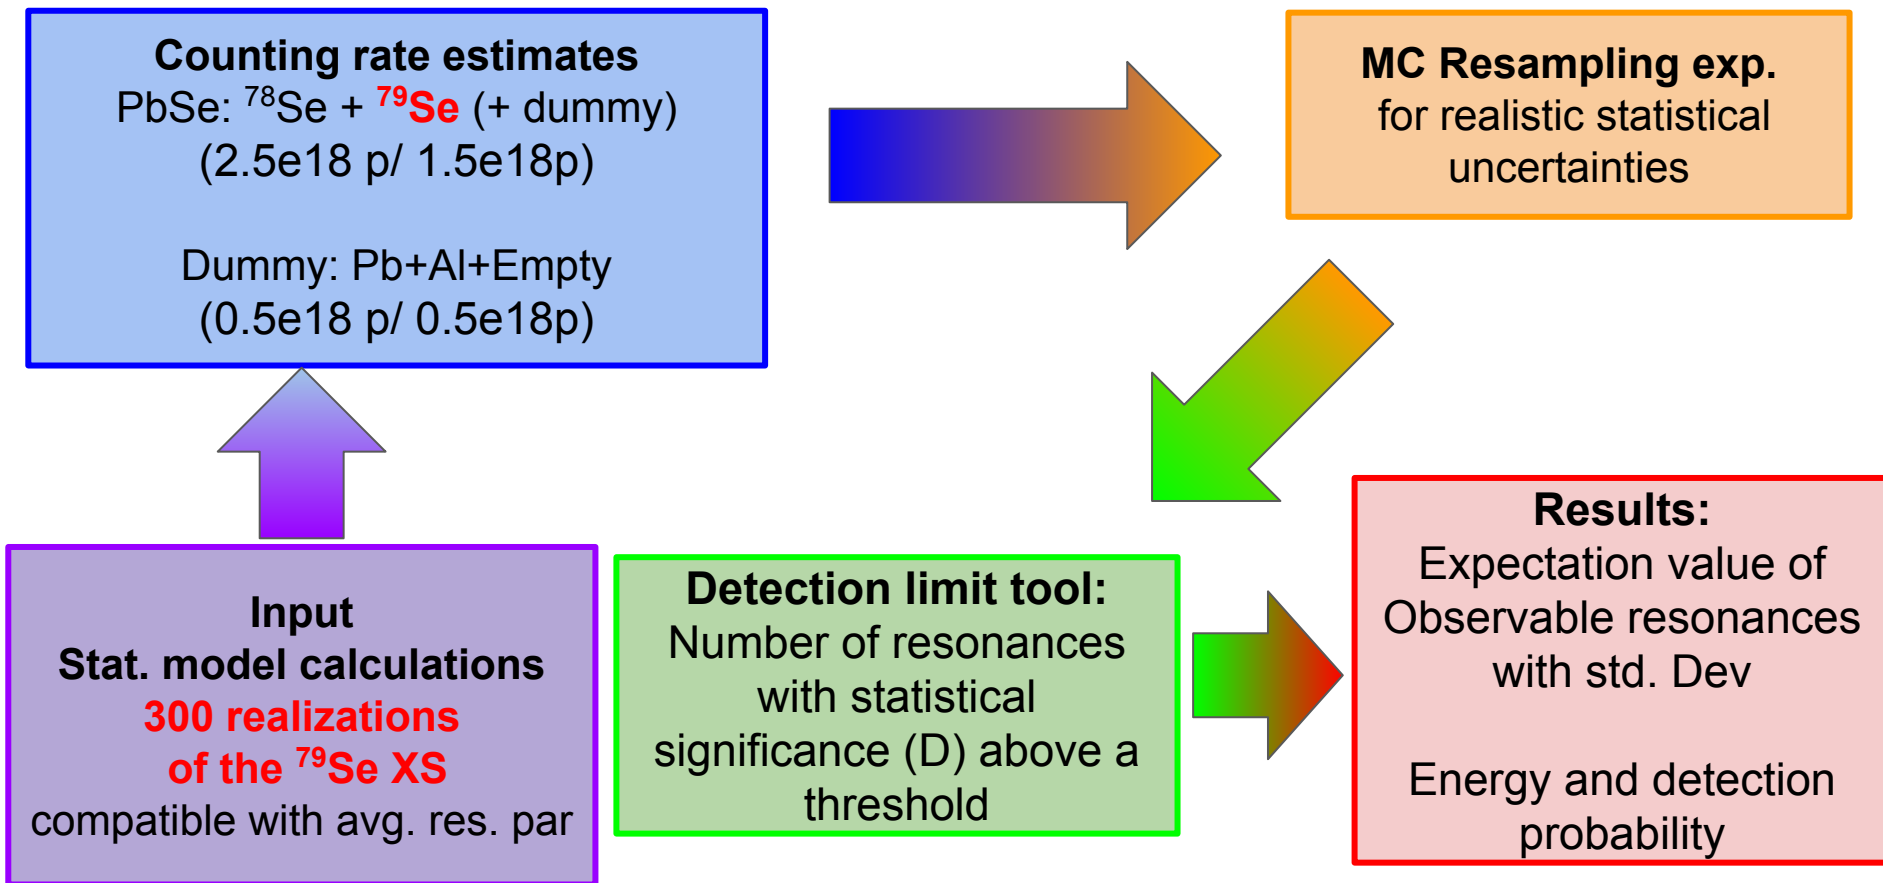 Counting rate estimates
PbSe: ⁷⁸Se + ⁷⁹Se (+ dummy)
(2.5e18 p/ 1.5e18p)
Dummy: Pb+Al+Empty
(0.5e18 p/ 0.5e18p)
MC Resampling exp.
for realistic statistical
uncertainties
Input
Stat. model calculations
300 realizations
of the ⁷⁹Se XS
compatible with avg. res. par
Detection limit tool:
Number of resonances
with statistical
significance (D) above a
threshold
Results:
Expectation value of
Observable resonances
with std. Dev
Energy and detection
probability